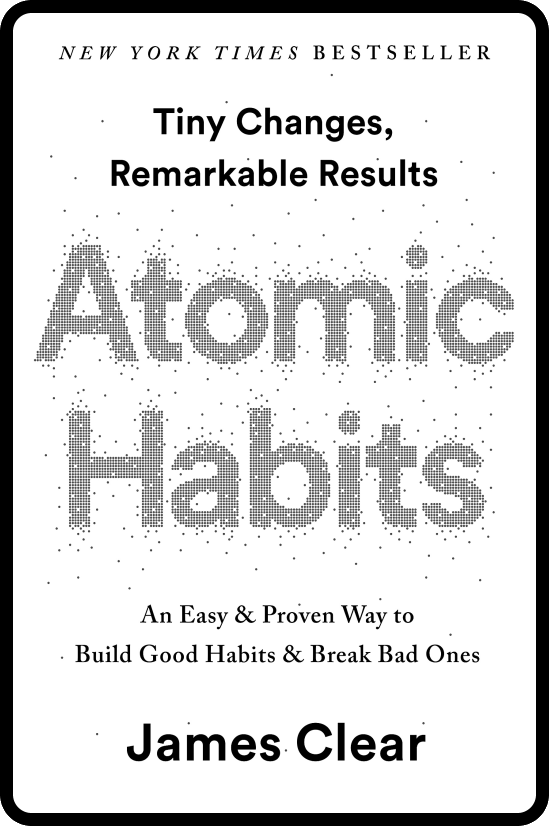 NEW YORK TIMES BESTSELLER
Tiny Changes,
Remarkable Results
Atomic
Habits
An Easy & Proven Way to
Build Good Habits & Break Bad Ones
James Clear